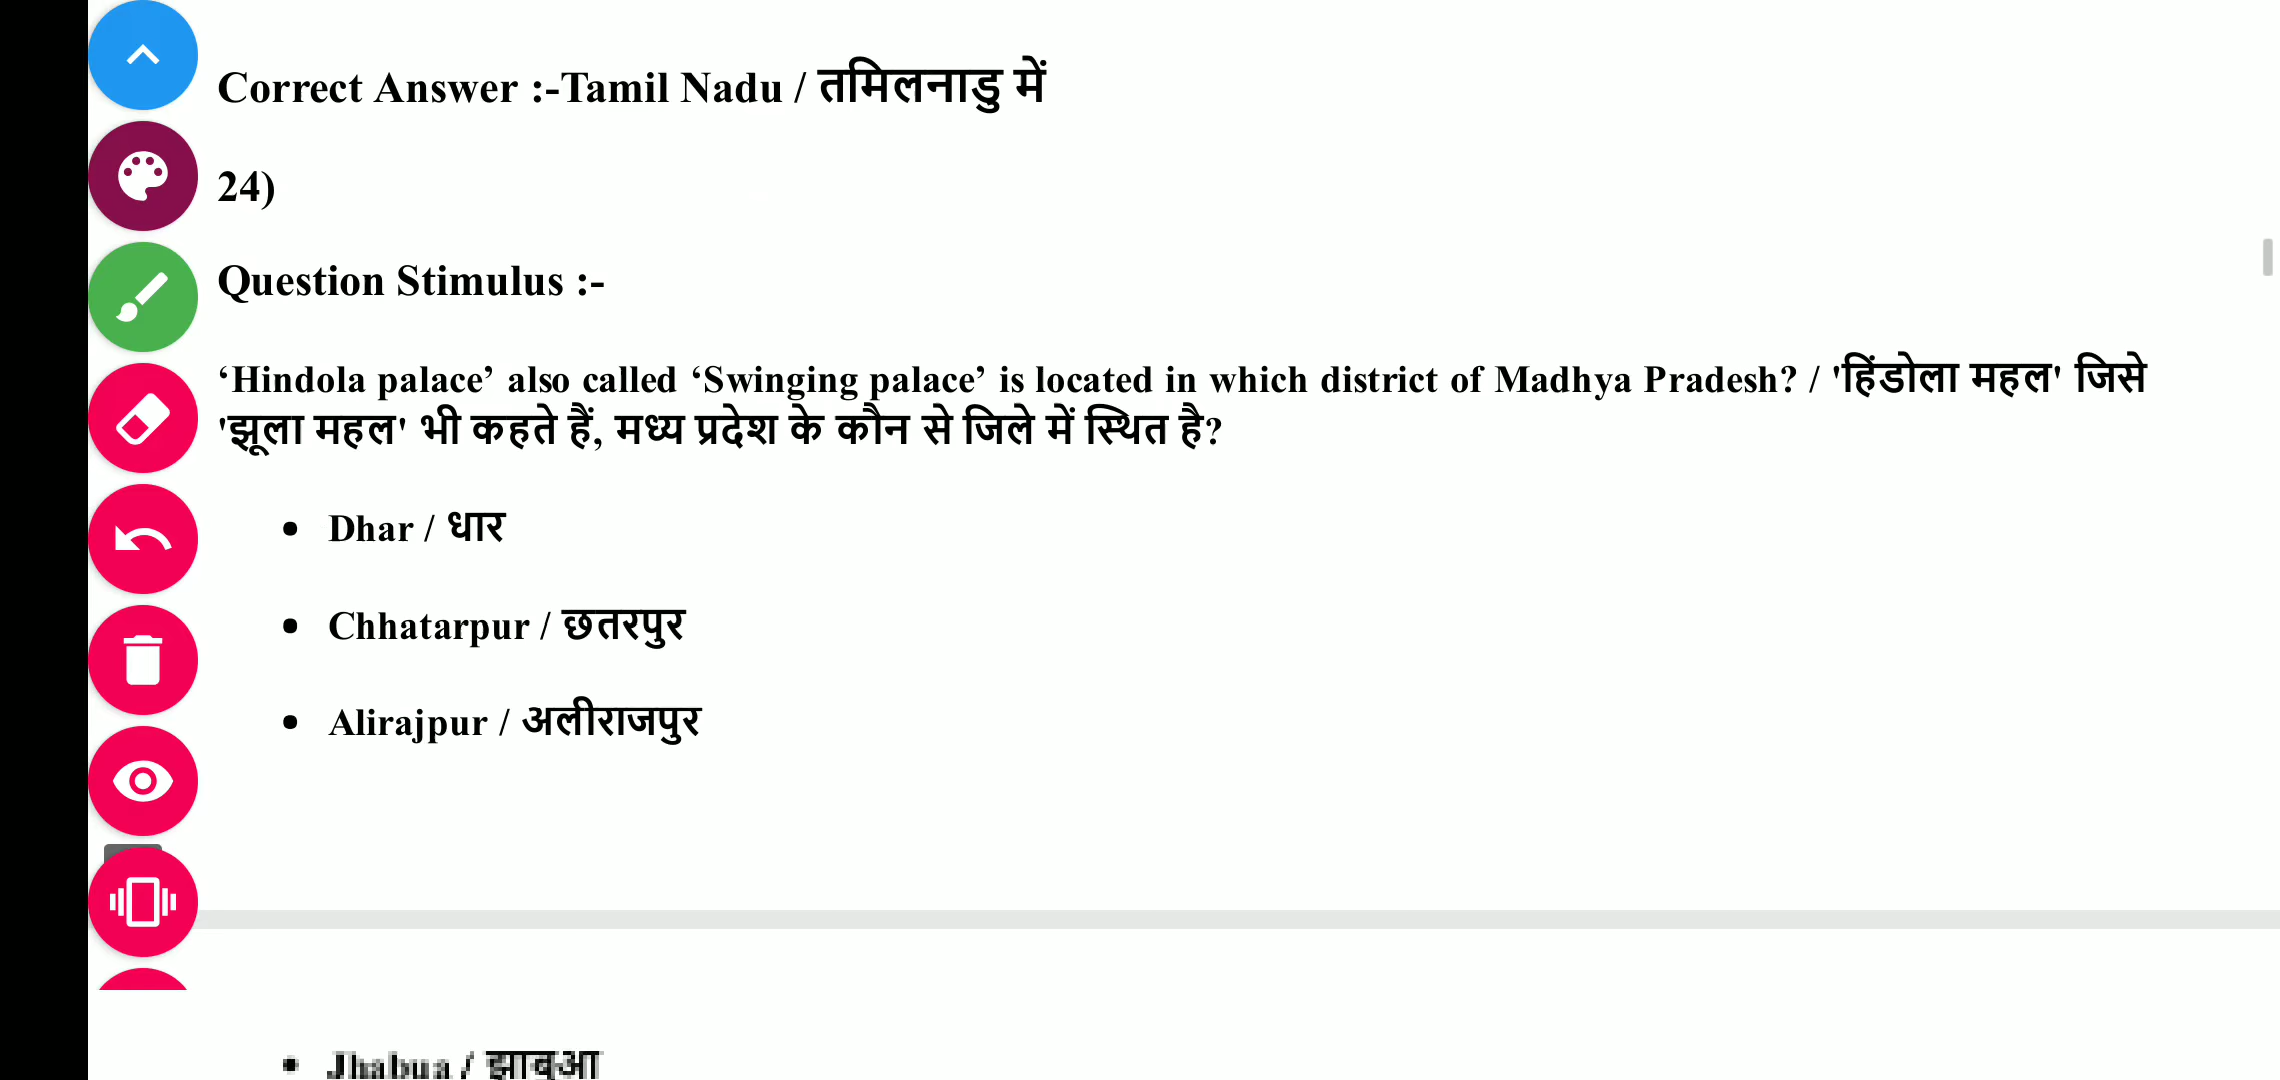 Correct Answer :-Tamil Nadu / तमिलनाडु में
24)
Question Stimulus :-
‘Hindola palace’ also called ‘Swinging palace’ is located in which district of Madhya Pradesh? / 'हिंडोला महल' जिसे
'झूला महल' भी कहते हैं, मध्य प्रदेश के कौन से जिले में स्थित है?
• Dhar / धार
• Chhatarpur / छतरपुर
• Alirajpur / अलीराजपुर
• Jhabua / झाबुआ